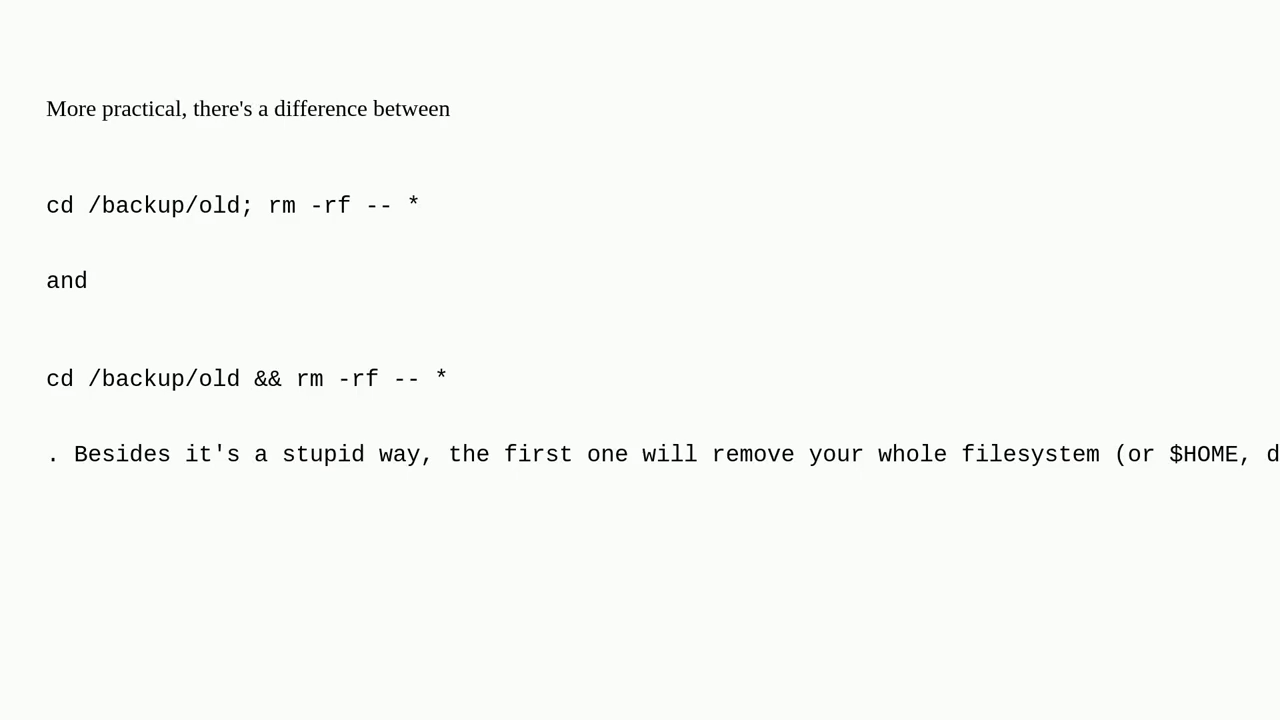 More practical, there's a difference between
cd /backup/old; rm -rf -- *
and
cd /backup/old && rm -rf -- *
. Besides it's a stupid way, the first one will remove your whole filesystem (or $HOME,